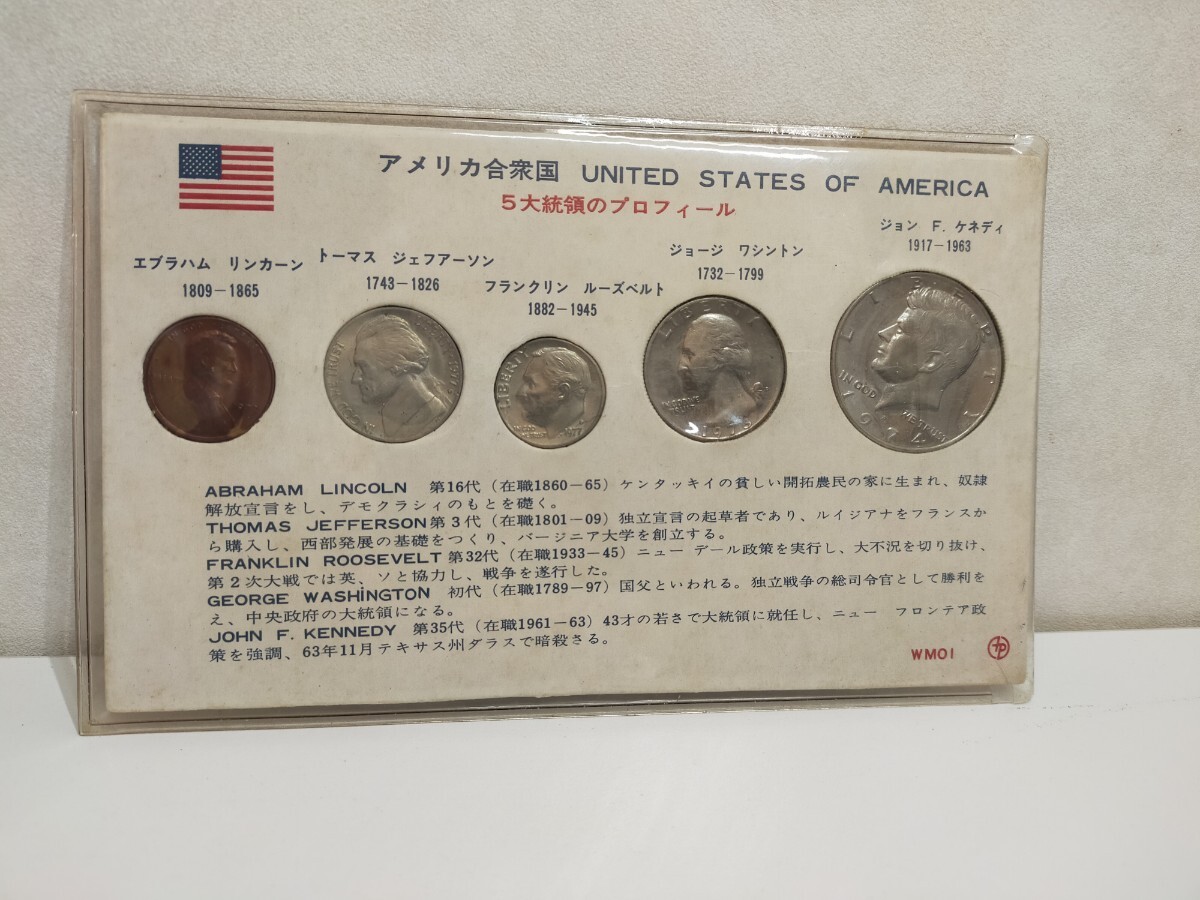 アメリカ合衆国 UNITED STATES OF AMERICA
5大統領のプロフィール
エブラハム リンカーン
1809－1865
トーマス ジェフアーソン
1743－1826
フランクリン ルーズベルト
1882－1945
ジョージ ワシントン
1732－1799
ジョン F. ケネディ
1917－1963
LIBERTY
IN GOD WE TRUST
1977
LIBERTY
IN GOD WE TRUST
LIBERTY
IN GOD WE TRUST
1974
ABRAHAM LINCOLN 第16代（在職1860－65）ケンタッキイの貧しい開拓農民の家に生まれ、奴隷
解放宣言をし、デモクラシィのもとを礎く。
THOMAS JEFFERSON 第3代（在職1801－09）独立宣言の起草者であり、ルイジアナをフランスか
ら購入し、西部発展の基礎をつくり、バージニア大学を創立する。
FRANKLIN ROOSEVELT 第32代（在職1933－45）ニュー デール政策を実行し、大不況を切り抜け、
第2次大戦では英、ソと協力し、戦争を遂行した。
GEORGE WASHINGTON 初代（在職1789－97）国父といわれる。独立戦争の総司令官として勝利を
え、中央政府の大統領になる。
JOHN F. KENNEDY 第35代（在職1961－63）43才の若さで大統領に就任し、ニュー フロンテア政
策を強調、63年11月テキサス州ダラスで暗殺さる。
WM01